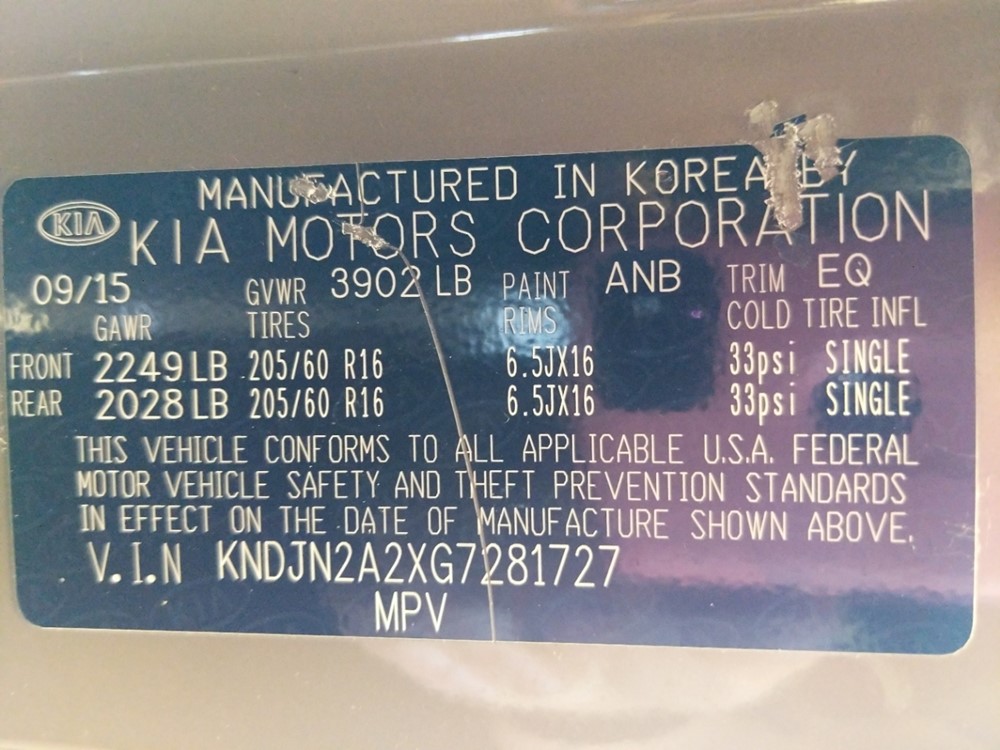 MANUFACTURED IN KOREA BY
KIA
KIA MOTORS CORPORATION
09/15 GVWR 3902 LB PAINT ANB TRIM EQ
GAWR TIRES RIMS COLD TIRE INFL
FRONT 2249 LB 205/60 R16 6.5JX16 33psi SINGLE
REAR 2028 LB 205/60 R16 6.5JX16 33psi SINGLE
THIS VEHICLE CONFORMS TO ALL APPLICABLE U.S.A. FEDERAL
MOTOR VEHICLE SAFETY AND THEFT PREVENTION STANDARDS
IN EFFECT ON THE DATE OF MANUFACTURE SHOWN ABOVE.
V.I.N KNDJN2A2XG7281727
MPV